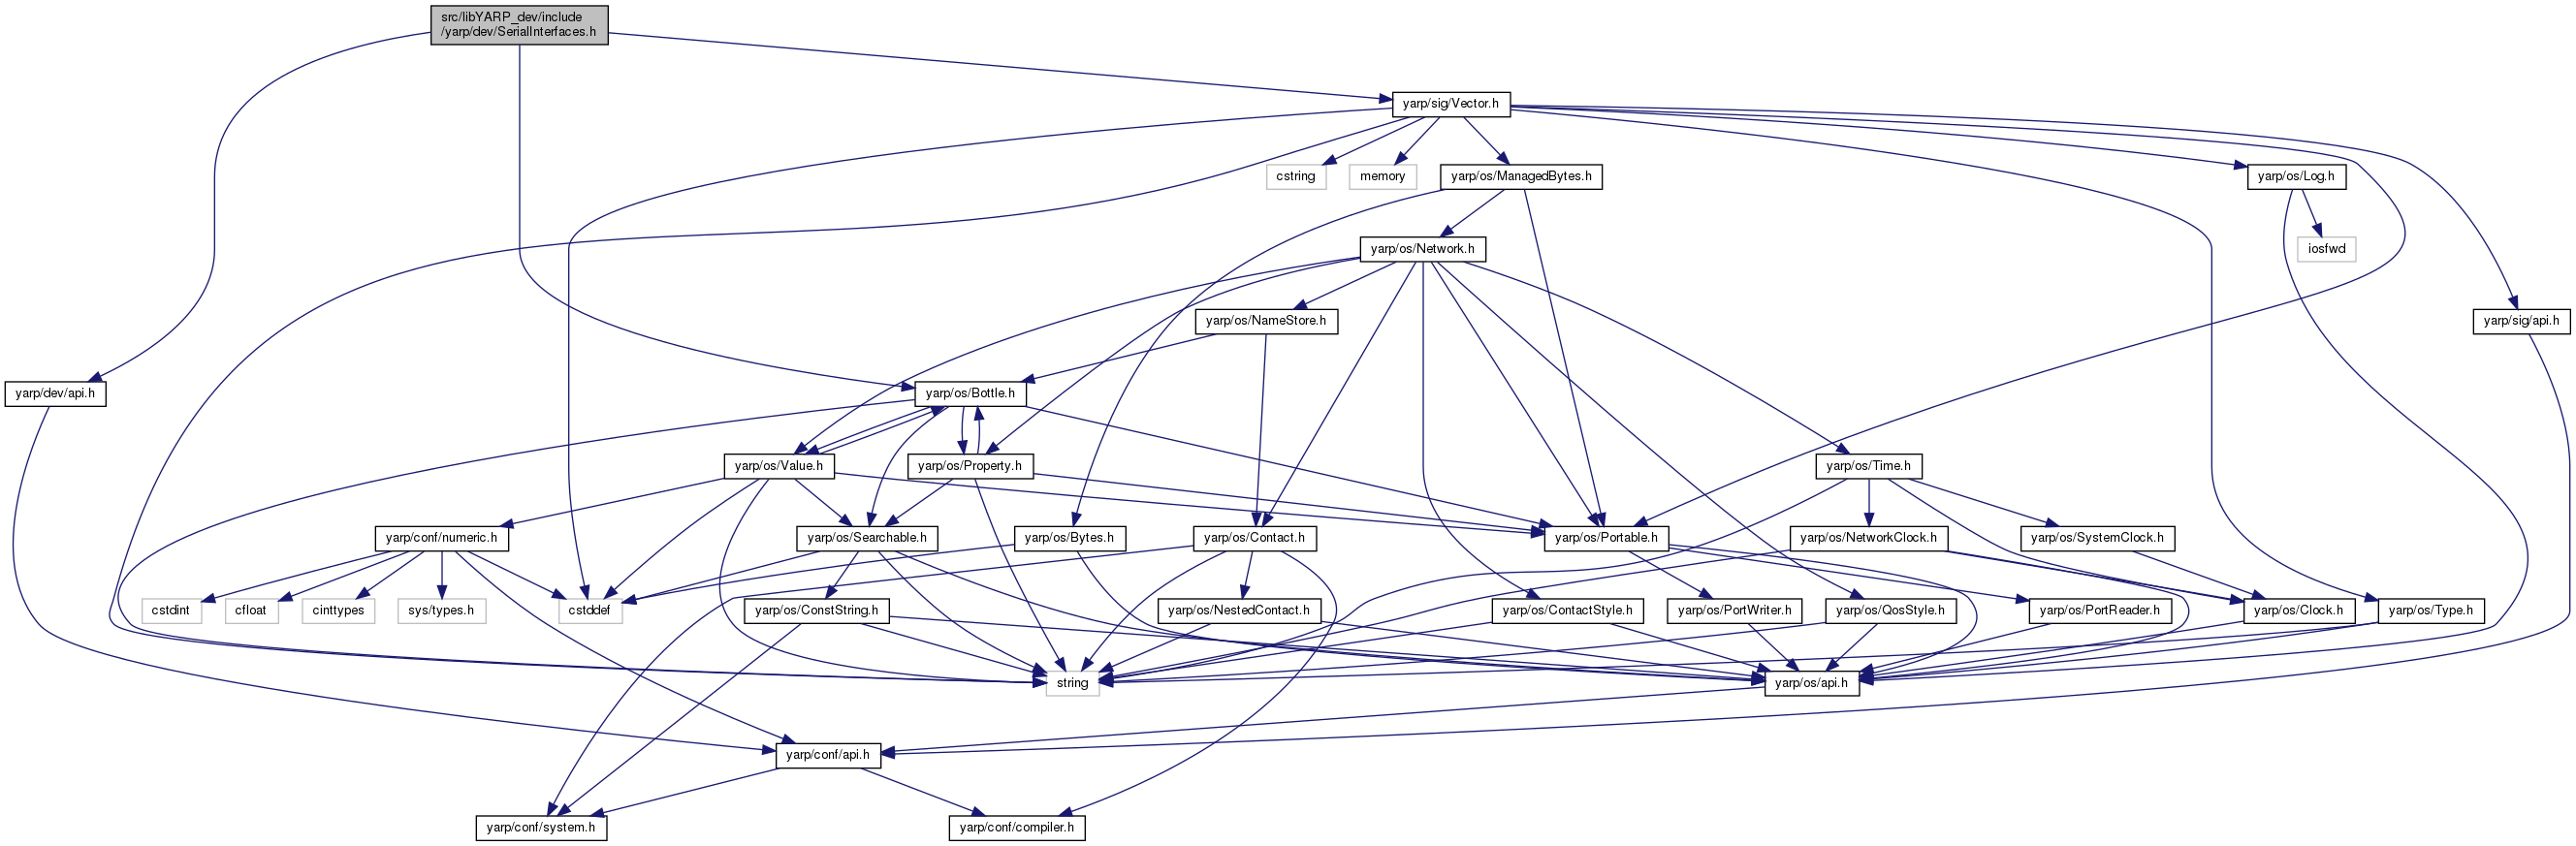 src/libYARP_dev/include
/yarp/dev/SerialInterfaces.h
yarp/sig/Vector.h
cstring
memory
yarp/os/ManagedBytes.h
yarp/os/Log.h
yarp/os/Network.h
iosfwd
yarp/os/NameStore.h
yarp/sig/api.h
yarp/dev/api.h
yarp/os/Bottle.h
yarp/os/Value.h
yarp/os/Property.h
yarp/os/Time.h
yarp/conf/numeric.h
yarp/os/Searchable.h
yarp/os/Bytes.h
yarp/os/Contact.h
yarp/os/Portable.h
yarp/os/NetworkClock.h
yarp/os/SystemClock.h
cstdint
cfloat
cinttypes
sys/types.h
cstddef
yarp/os/ConstString.h
yarp/os/NestedContact.h
yarp/os/ContactStyle.h
yarp/os/PortWriter.h
yarp/os/QosStyle.h
yarp/os/PortReader.h
yarp/os/Clock.h
yarp/os/Type.h
string
yarp/os/api.h
yarp/conf/api.h
yarp/conf/system.h
yarp/conf/compiler.h